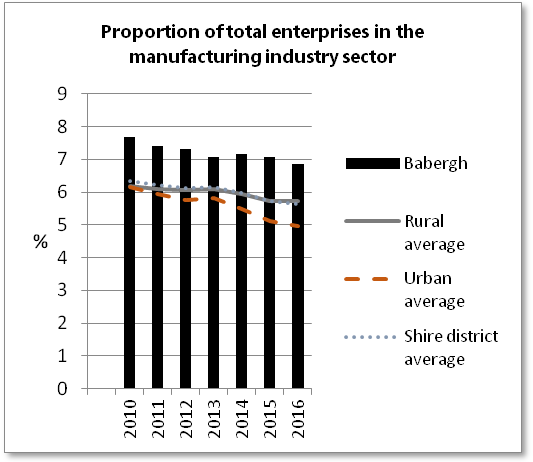 Proportion of total enterprises in the
manufacturing industry sector
9
8
7
6
5
4
3
2
1
0
%
2010
2011
2012
2013
2014
2015
2016
Babergh
Rural
average
Urban
average
Shire district
average